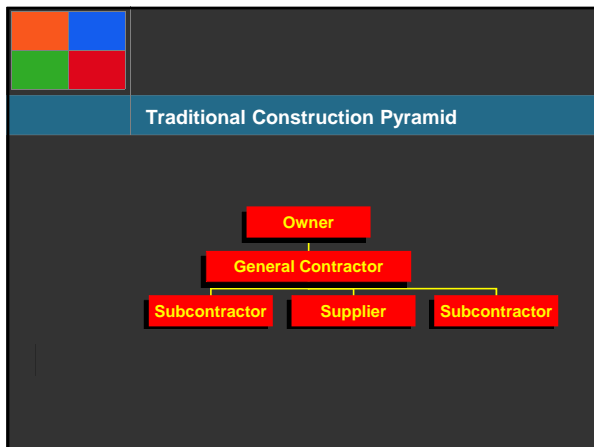 Traditional Construction Pyramid
Owner
General Contractor
Subcontractor Supplier Subcontractor